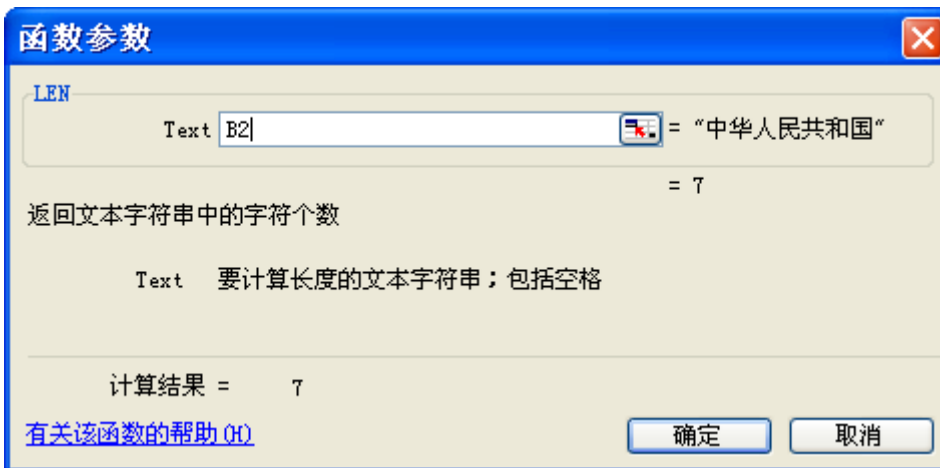 函数参数
LEN
Text B2 = "中华人民共和国"
= 7
返回文本字符串中的字符个数
Text 要计算长度的文本字符串；包括空格
计算结果 = 7
有关该函数的帮助(H) 确定 取消